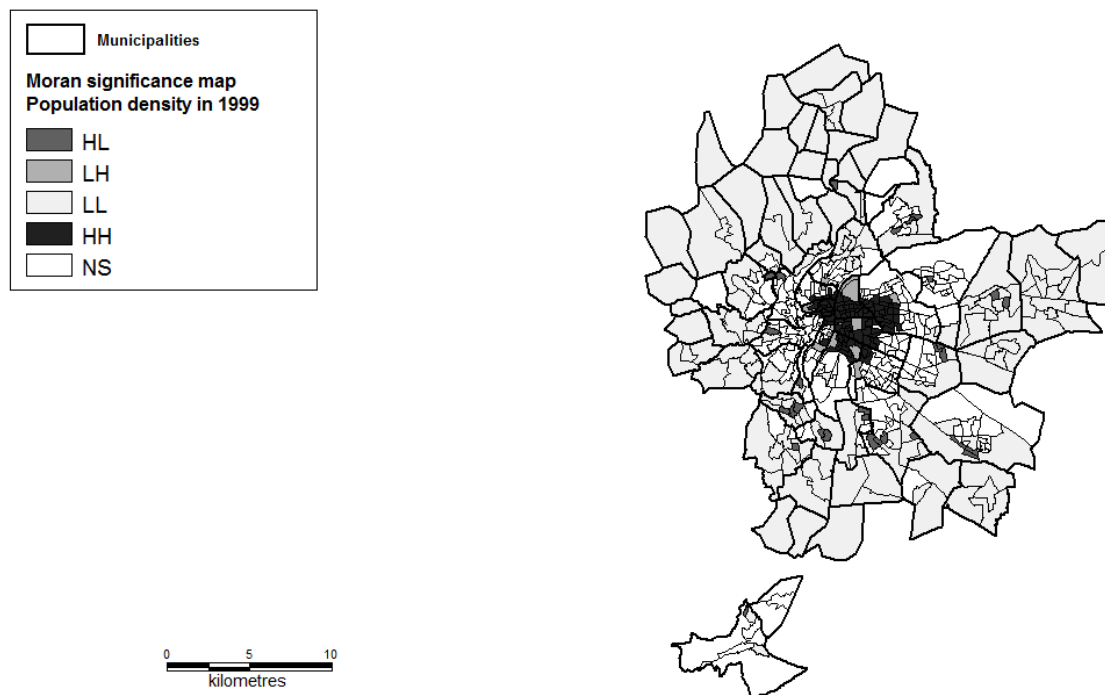 Municipalities
Moran significance map
Population density in 1999
HL
LH
LL
HH
NS
0 5 10
kilometres